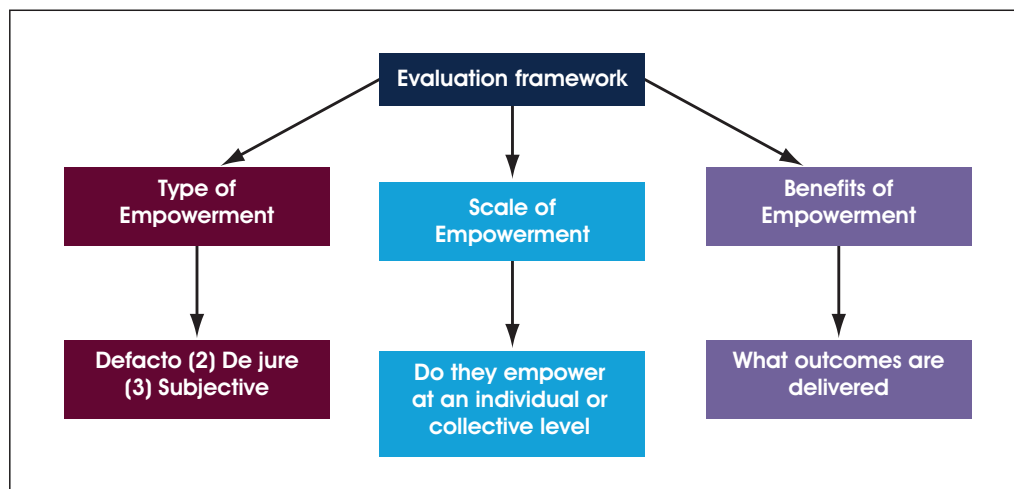 Evaluation framework
Type of
Empowerment
Scale of
Empowerment
Benefits of
Empowerment
Defacto (2) De jure
(3) Subjective
Do they empower
at an individual or
collective level
What outcomes are
delivered